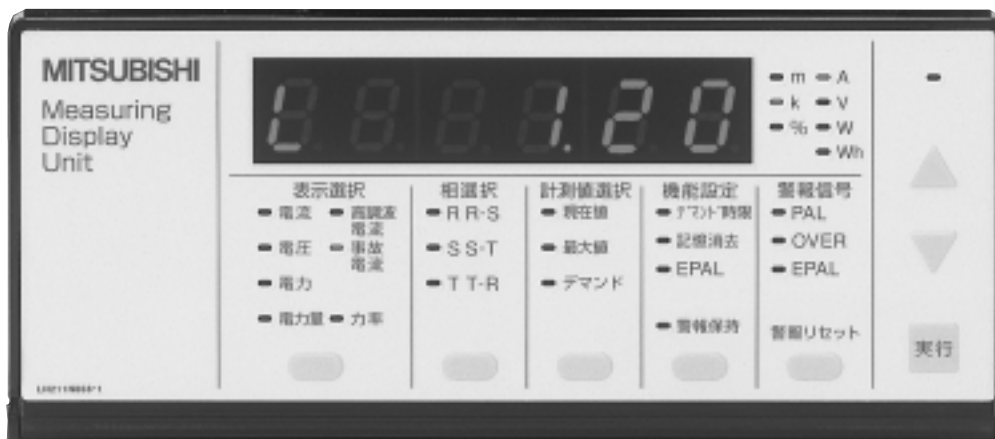 MITSUBISHI
Measuring
Display
Unit
L 1.20
m A
k V
% W
Wh
表示選択
電流 高調波
電流
電圧 事故
電流
電力
電力量 力率
相選択
R R-S
S S-T
T T-R
計測値選択
現在値
最大値
デマンド
機能設定
デマンド時限
記憶消去
EPAL
警報保持
警報信号
PAL
OVER
EPAL
警報リセット
実行